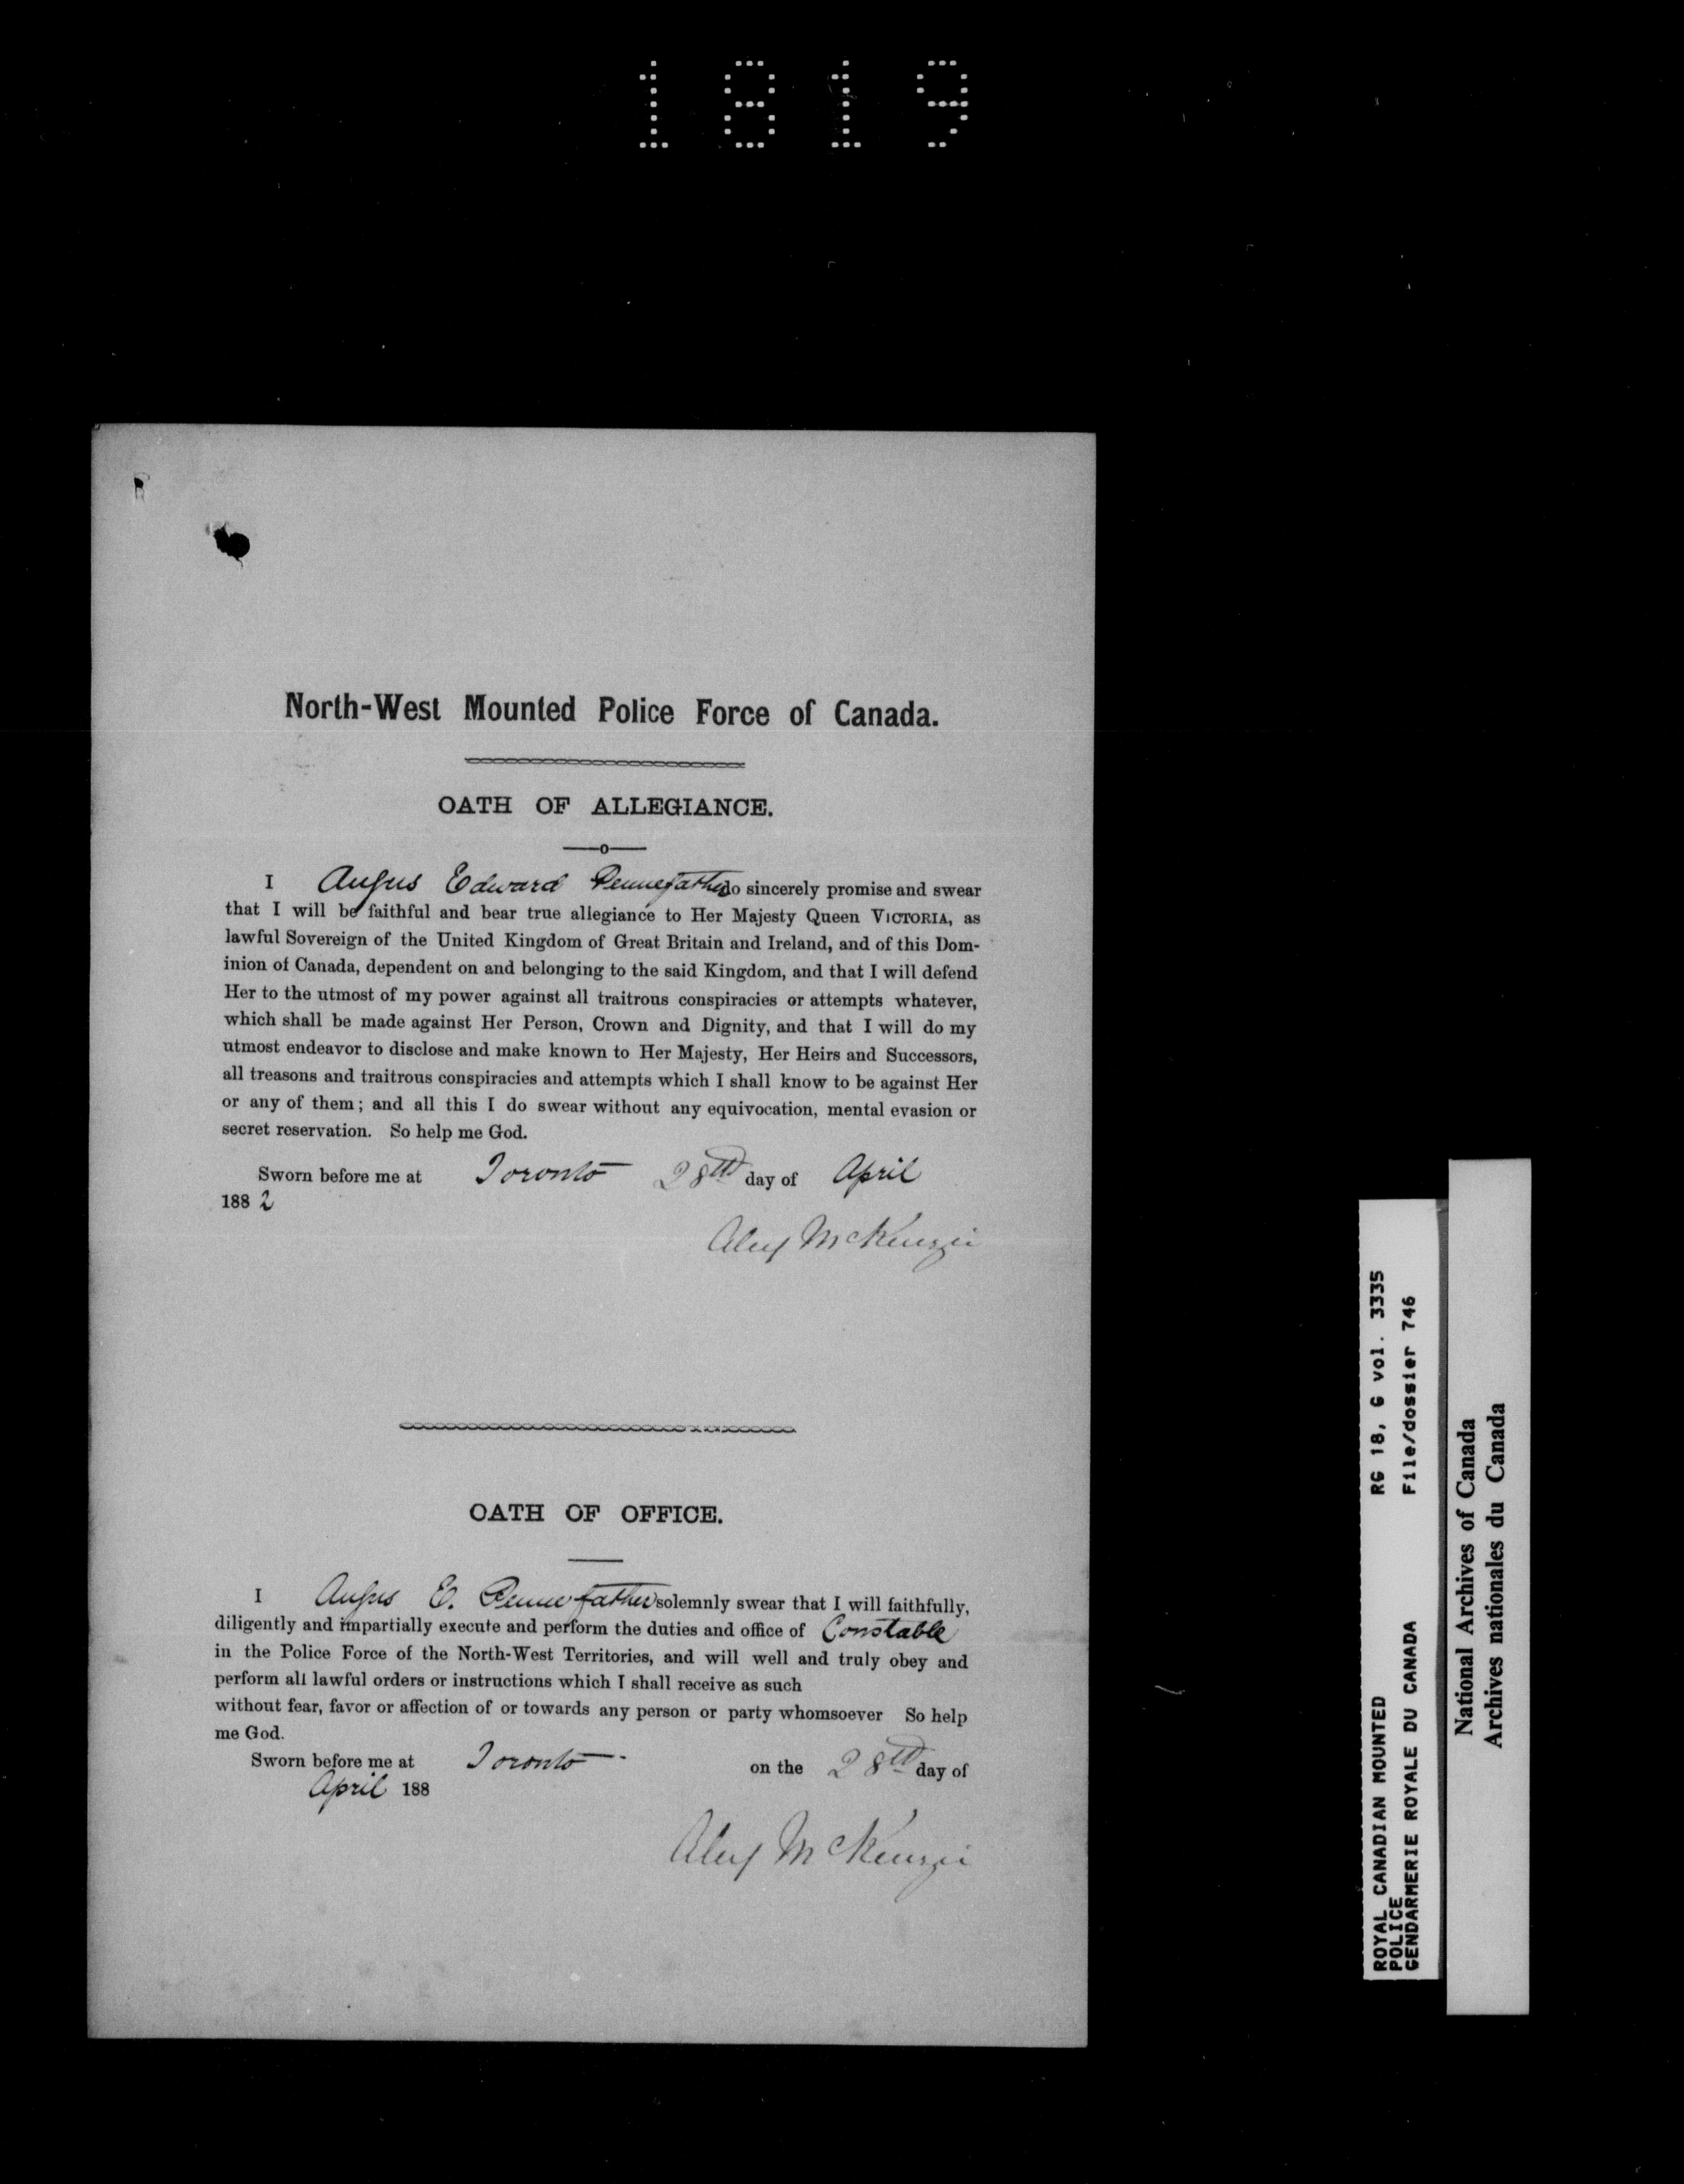 1819
North-West Mounted Police Force of Canada.
OATH OF ALLEGIANCE.
I Angus Edward Pennefather do sincerely promise and swear
that I will be faithful and bear true allegiance to Her Majesty Queen VICTORIA, as
lawful Sovereign of the United Kingdom of Great Britain and Ireland, and of this Dom-
inion of Canada, dependent on and belonging to the said Kingdom, and that I will defend
Her to the utmost of my power against all traitrous conspiracies or attempts whatever,
which shall be made against Her Person, Crown and Dignity, and that I will do my
utmost endeavor to disclose and make known to Her Majesty, Her Heirs and Successors,
all treasons and traitrous conspiracies and attempts which I shall know to be against Her
or any of them; and all this I do swear without any equivocation, mental evasion or
secret reservation. So help me God.
Sworn before me at Toronto 28th day of April
1882
Alex McKenzie
OATH OF OFFICE.
I Angus E. Pennefather solemnly swear that I will faithfully,
diligently and impartially execute and perform the duties and office of Constable
in the Police Force of the North-West Territories, and will well and truly obey and
perform all lawful orders or instructions which I shall receive as such
without fear, favor or affection of or towards any person or party whomsoever So help
me God.
Sworn before me at Toronto on the 28th day of
April 188
Alex McKenzie
ROYAL CANADIAN MOUNTED RG 18, G vol. 3335
POLICE
GENDARMERIE ROYALE DU CANADA File/dossier 746
National Archives of Canada
Archives nationales du Canada